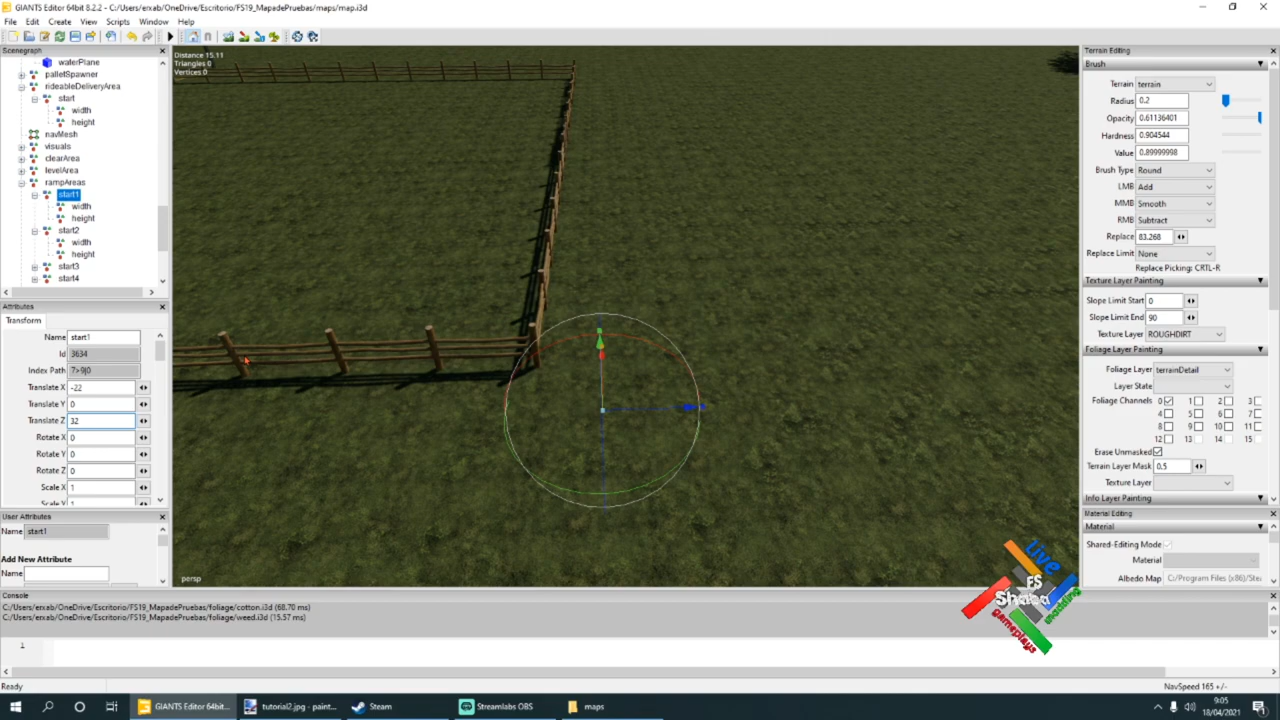 GIANTS Editor 64bit 8.2.2 - C:/Users/erxab/OneDrive/Escritorio/FS19_MapadePruebas/maps/map.i3d
File Edit Create View Scripts Window Help
Scenegraph
waterPlane
palletSpawner
rideableDeliveryArea
start
width
height
navMesh
visuals
clearArea
levelArea
rampAreas
start1
width
height
start2
width
height
start3
start4
Attributes
Transform
Name start1
Id 3634
Index Path 7>9|0
Translate X -22
Translate Y 0
Translate Z 32
Rotate X 0
Rotate Y 0
Rotate Z 0
Scale X 1
Scale Y 1
User Attributes
Name start1
Add New Attribute
Name
Distance 15.11
Triangles 0
Vertices 0
persp
Terrain Editing
Brush
Terrain terrain
Radius 0.2
Opacity 0.61136401
Hardness 0.904544
Value 0.89999998
Brush Type Round
LMB Add
MMB Smooth
RMB Subtract
Replace 83.268
Replace Limit None
Replace Picking: CRTL-R
Texture Layer Painting
Slope Limit Start 0
Slope Limit End 90
Texture Layer ROUGHDIRT
Foliage Layer Painting
Foliage Layer terrainDetail
Layer State
Foliage Channels 0 1 2 3
4 5 6 7
8 9 10 11
12 13 14 15
Erase Unmasked
Terrain Layer Mask 0.5
Texture Layer
Info Layer Painting
Material Editing
Material
Shared-Editing Mode
Material
Albedo Map C:/Program Files (x86)/Ste
Live
FS
Shaba
modding
gameplays
Console
C:/Users/erxab/OneDrive/Escritorio/FS19_MapadePruebas/foliage/cotton.i3d (68.70 ms)
C:/Users/erxab/OneDrive/Escritorio/FS19_MapadePruebas/foliage/weed.i3d (15.57 ms)
1
Ready
NavSpeed 165 +/-
GIANTS Editor 64bit...
tutorial2.jpg - paint...
Steam
Streamlabs OBS
maps
9:05
18/04/2021